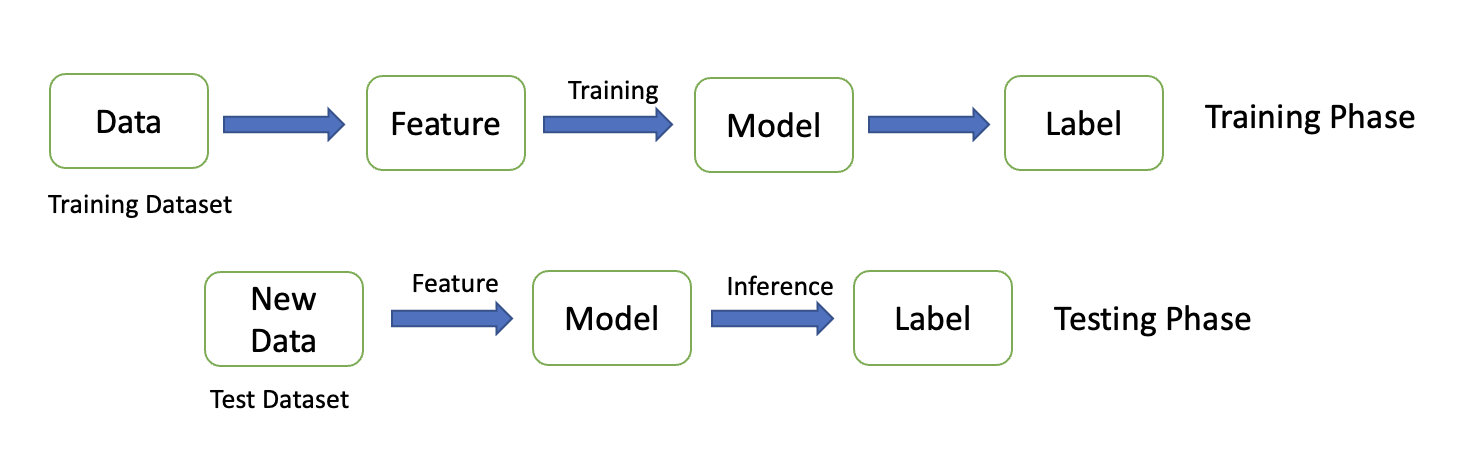 Data
Feature
Training
Model
Label
Training Phase
Training Dataset
New
Data
Feature
Model
Inference
Label
Testing Phase
Test Dataset